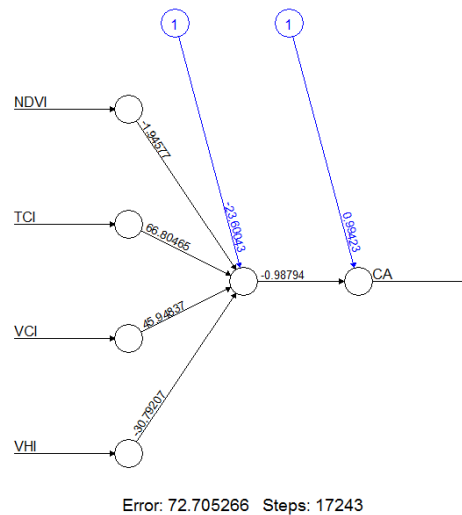 1
1
NDVI
-1.94577
TCI
66.80465
-23.60043
0.99423
-0.98794
CA
VCI
45.94837
VHI
-30.79207
Error: 72.705266 Steps: 17243